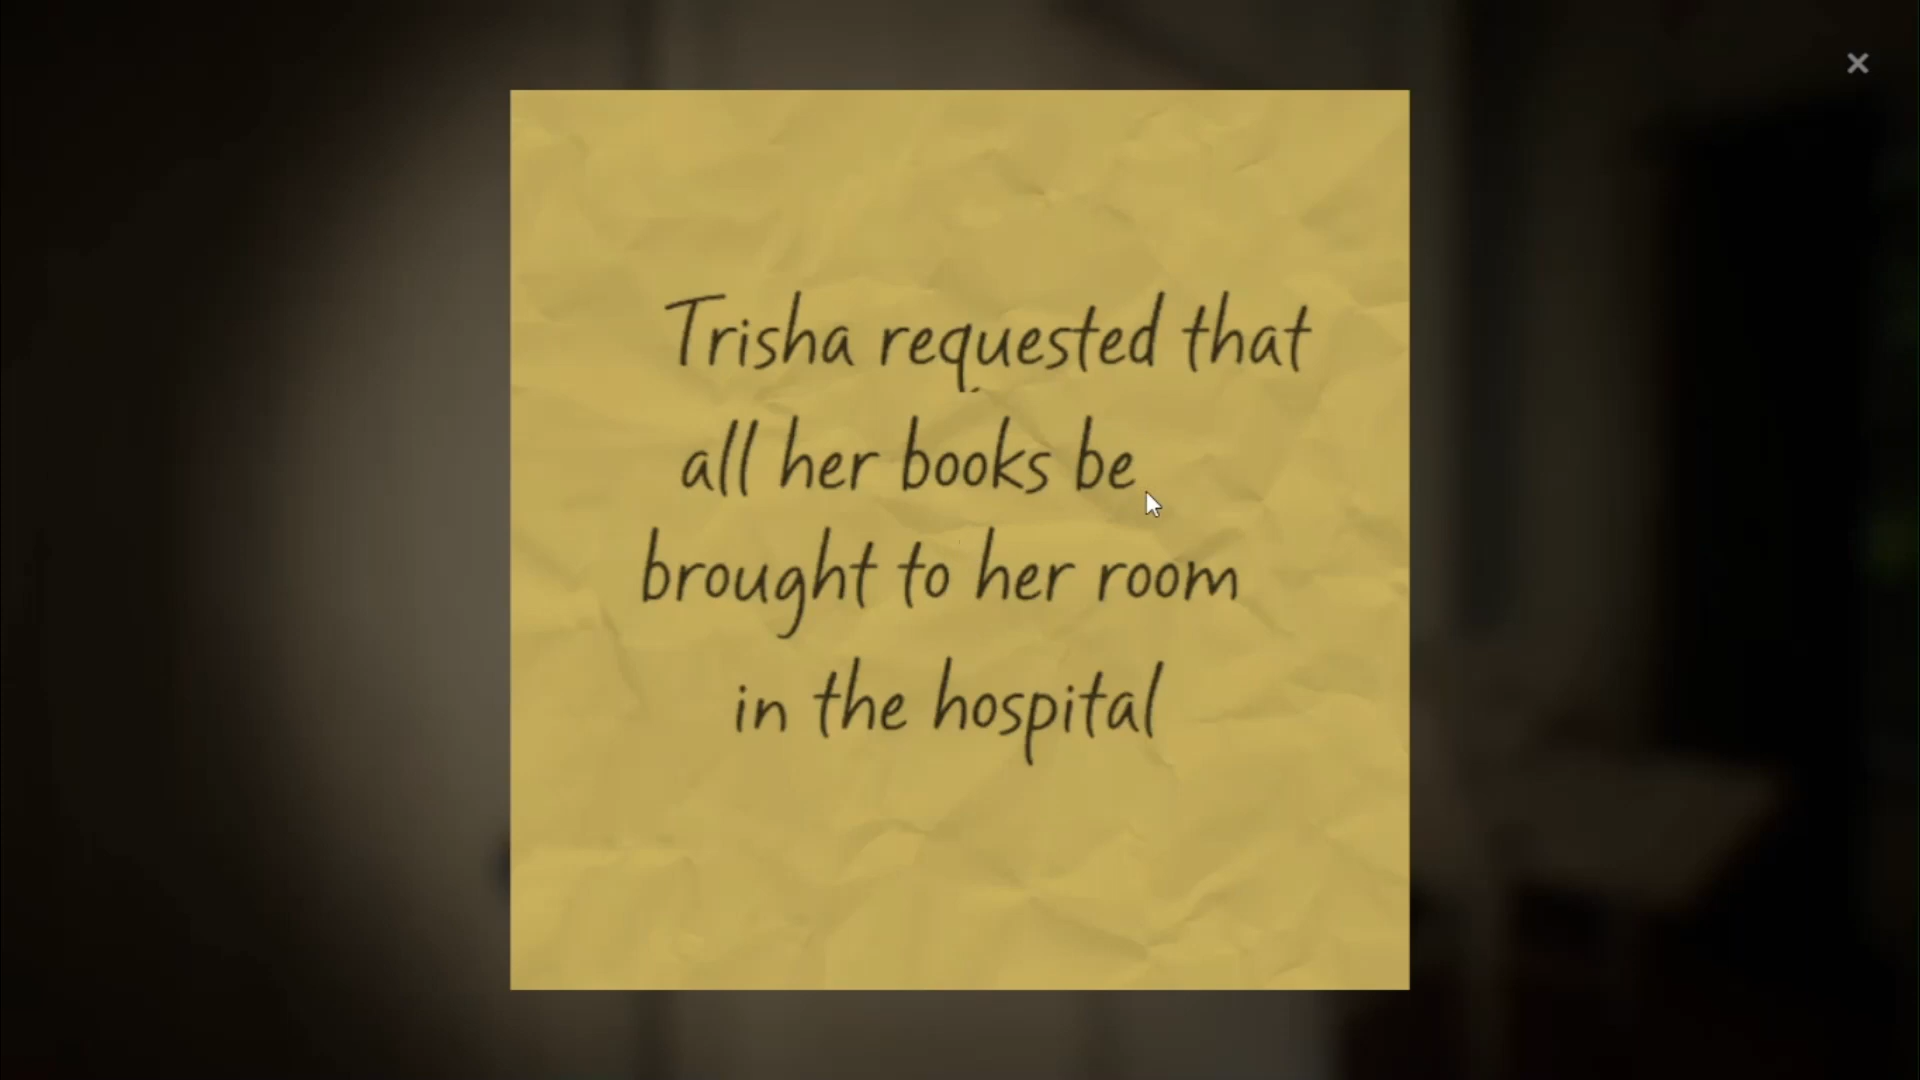 Trisha requested that
all her books be
brought to her room
in the hospital